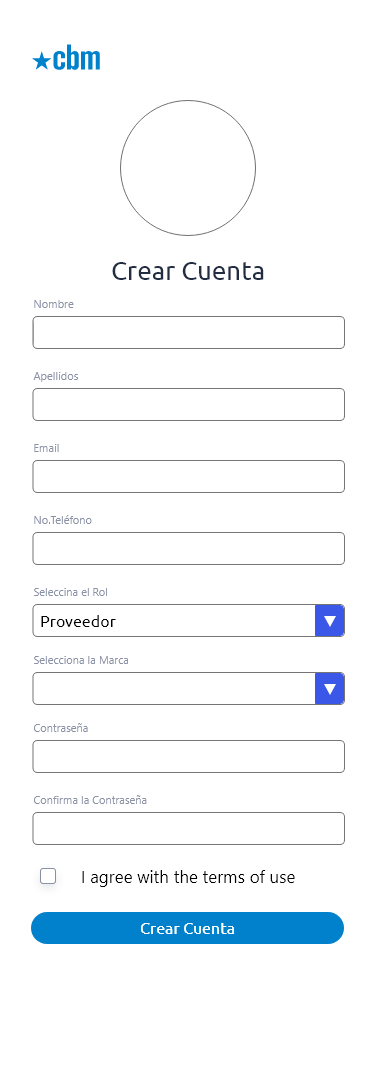 cbm
Crear Cuenta
Nombre
Apellidos
Email
No.Teléfono
Seleccina el Rol
Proveedor
Selecciona la Marca
Contraseña
Confirma la Contraseña
I agree with the terms of use
Crear Cuenta